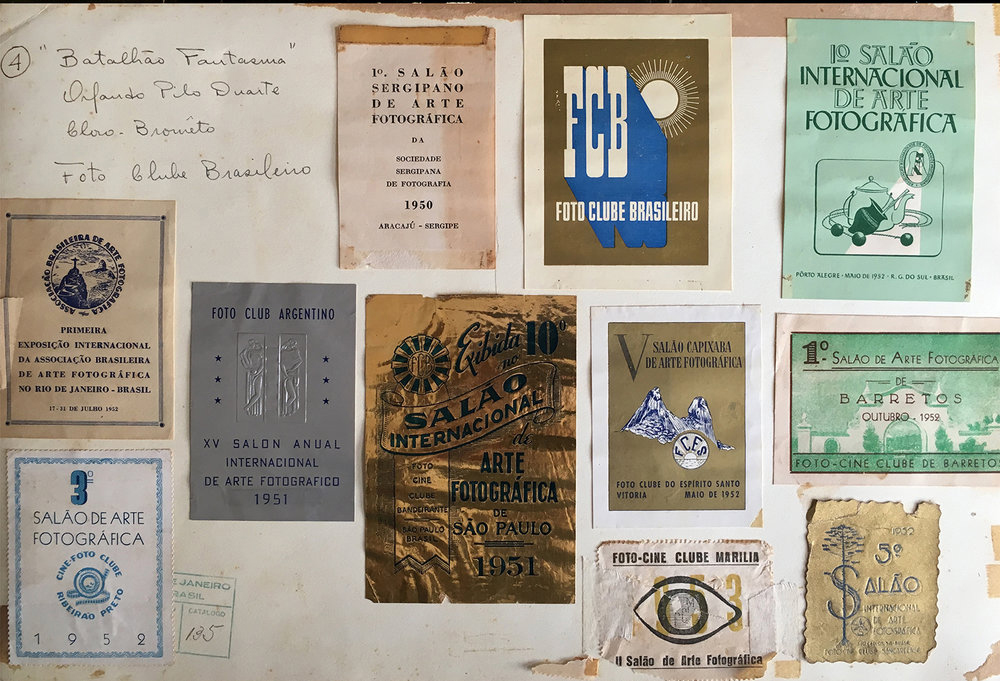 4 "Batalhão Fantasma"
Orlando Pilo Duarte
Cloro-Brometo
Foto Clube Brasileiro
1º. SALÃO
SERGIPANO
DE ARTE
FOTOGRÁFICA
DA
SOCIEDADE
SERGIPANA
DE FOTOGRAFIA
1950
ARACAJÚ - SERGIPE
FCB
FOTO CLUBE BRASILEIRO
1º SALÃO
INTERNACIONAL
DE ARTE
FOTOGRAFICA
PÔRTO ALEGRE · MAIO DE 1952 · R. G. DO SUL · BRASIL
ASSOCIAÇÃO BRASILEIRA DE ARTE FOTOGRÁFICA
PRIMEIRA
EXPOSIÇÃO INTERNACIONAL
DA ASSOCIAÇÃO BRASILEIRA
DE ARTE FOTOGRÁFICA
NO RIO DE JANEIRO - BRASIL
17-31 DE JULHO 1952
FOTO CLUB ARGENTINO
XV SALON ANUAL
INTERNACIONAL
DE ARTE FOTOGRAFICO
1951
Exibida
no 10º
SALÃO
INTERNACIONAL
de
ARTE
FOTOGRÁFICA
DE
SÃO PAULO
1951
FOTO
CINE
CLUBE
BANDEIRANTE
SÃO PAULO
BRASIL
V SALÃO CAPIXABA
DE ARTE FOTOGRÁFICA
F.C.E.S
FOTO CLUBE DO ESPÍRITO SANTO
VITORIA MAIO DE 1952
1º- SALÃO DE ARTE FOTOGRÁFICA
DE
BARRETOS
OUTUBRO - 1952
FOTO-CINE CLUBE DE BARRETO
3º
SALÃO DE ARTE
FOTOGRÁFICA
CINE-FOTO CLUBE
RIBEIRÃO PRETO
1952
E JANEIRO
RASIL
CATALOGO
135
FOTO-CINE CLUBE MARILIA
II Salão de Arte Fotográfica
1952
5º
SALÃO
INTERNACIONAL
DE ARTE
FOTOGRÁFICA